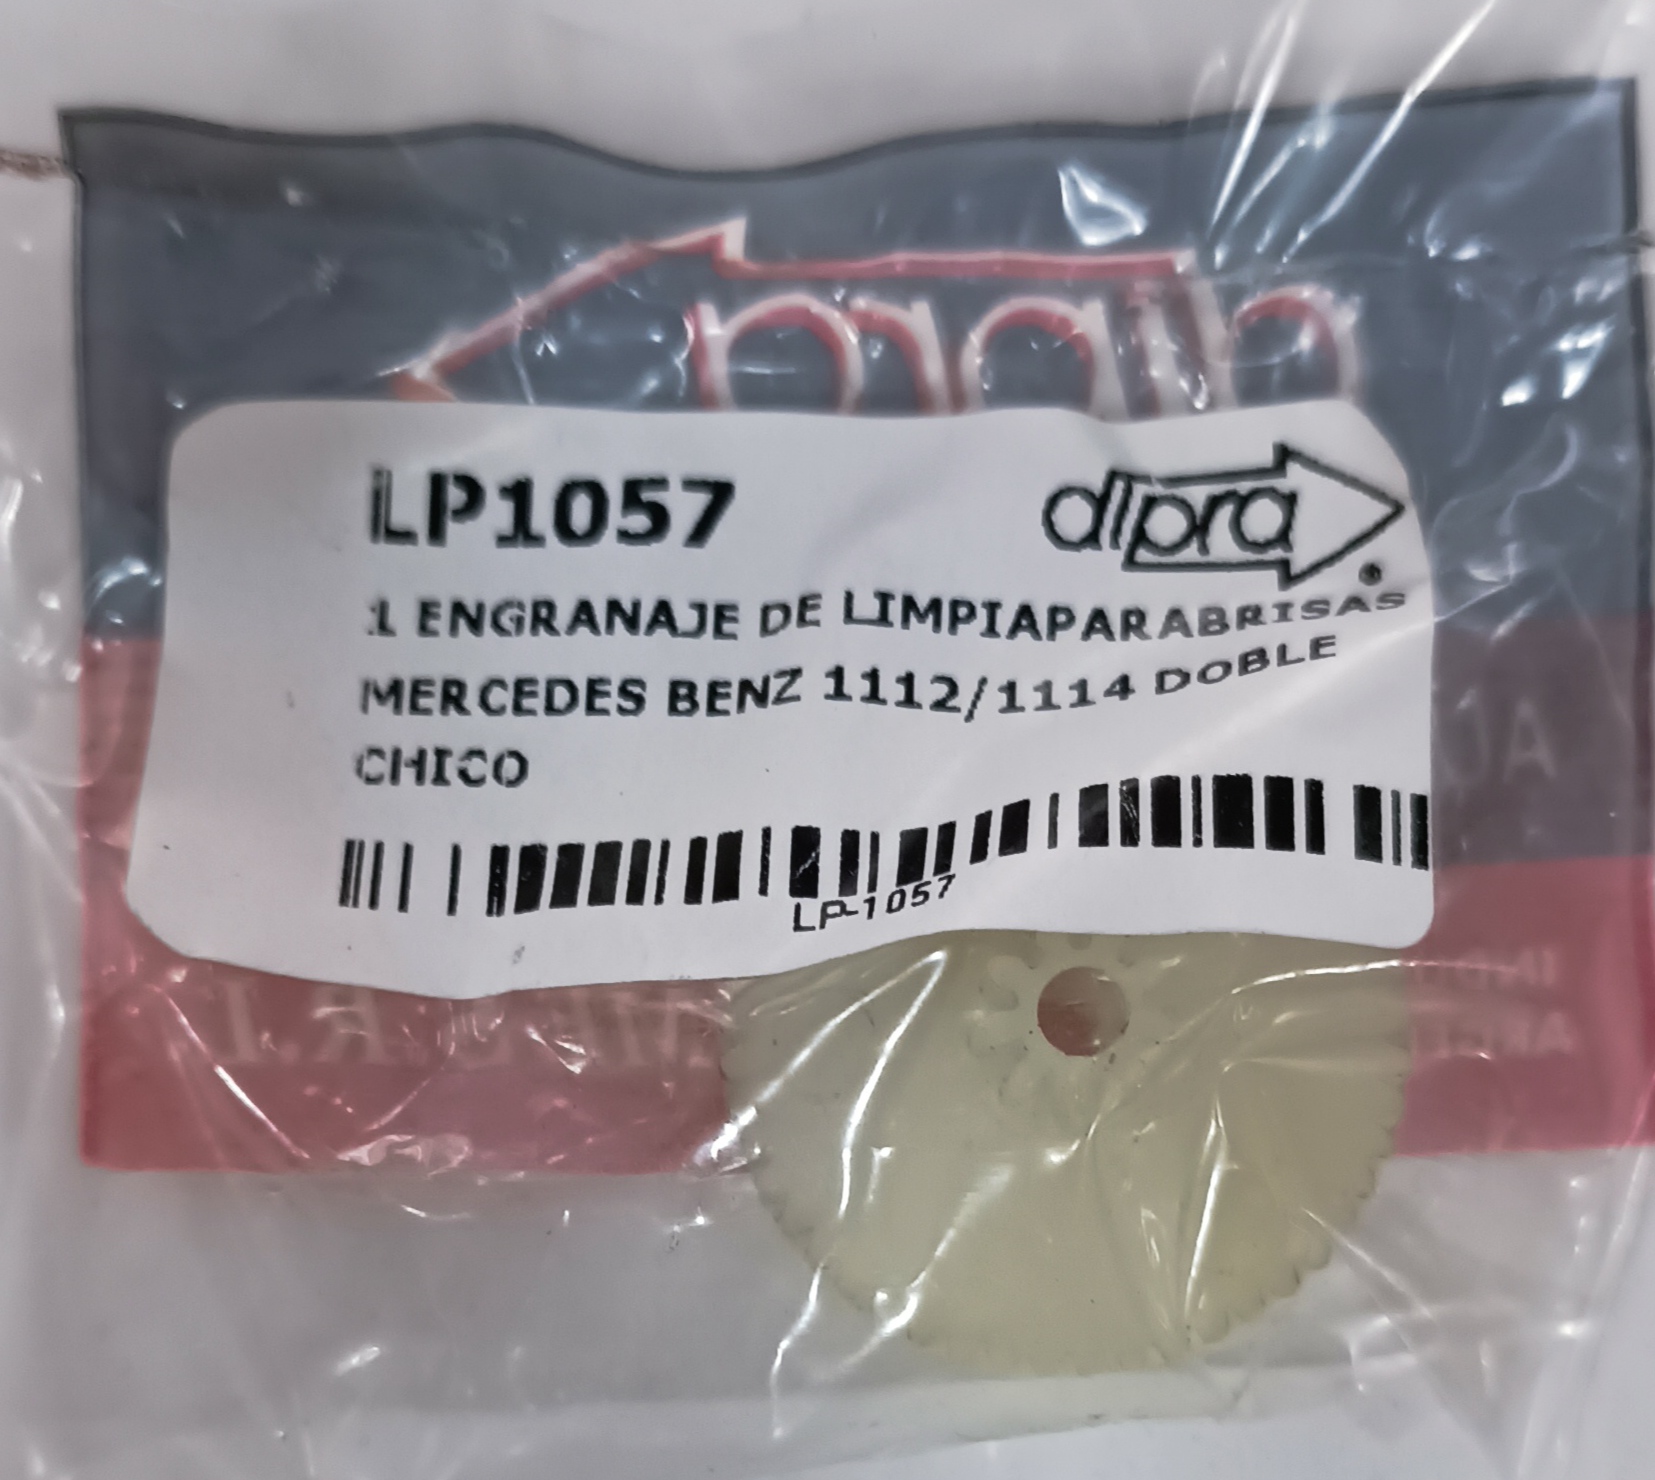 LP1057
dipra
1 ENGRANAJE DE LIMPIAPARABRISAS
MERCEDES BENZ 1112/1114 DOBLE
CHICO
LP-1057